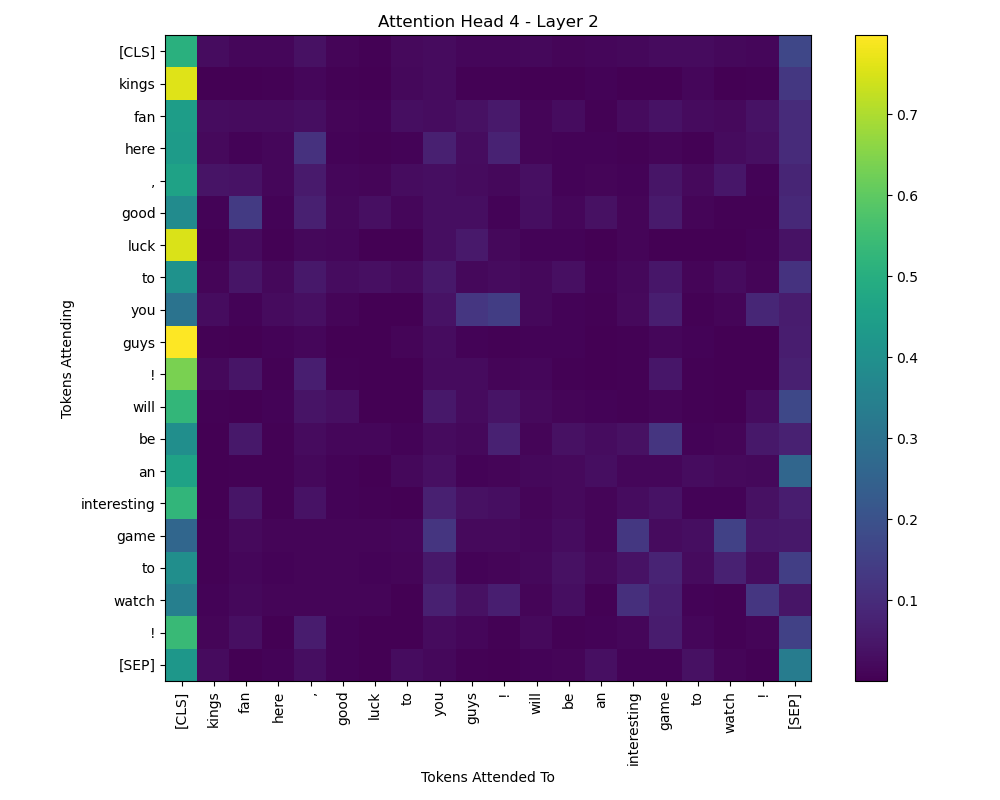 Attention Head 4 - Layer 2
Tokens Attending
[CLS]
kings
fan
here
,
good
luck
to
you
guys
!
will
be
an
interesting
game
to
watch
!
[SEP]
[CLS]
kings
fan
here
,
good
luck
to
you
guys
!
will
be
an
interesting
game
to
watch
!
[SEP]
Tokens Attended To
0.7
0.6
0.5
0.4
0.3
0.2
0.1